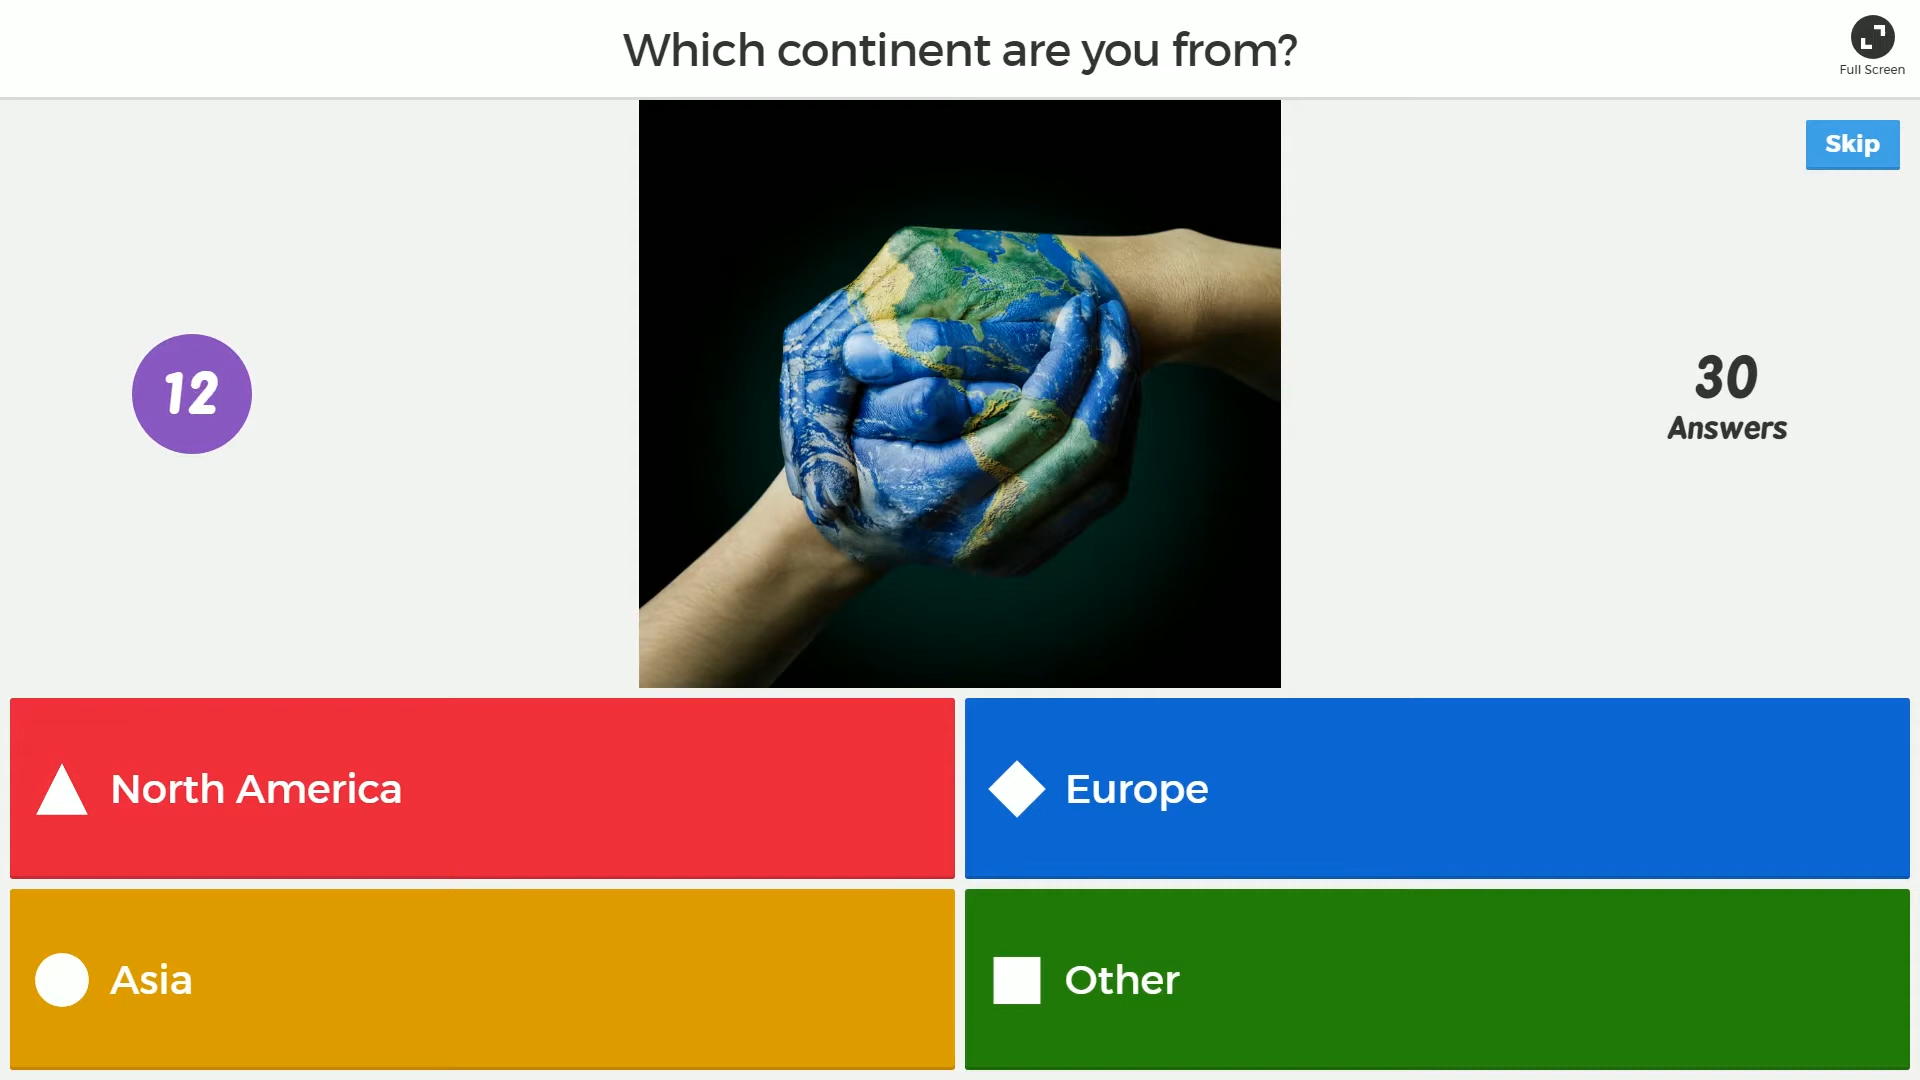 Which continent are you from?
Full Screen
Skip
12
30
Answers
North America
Europe
Asia
Other